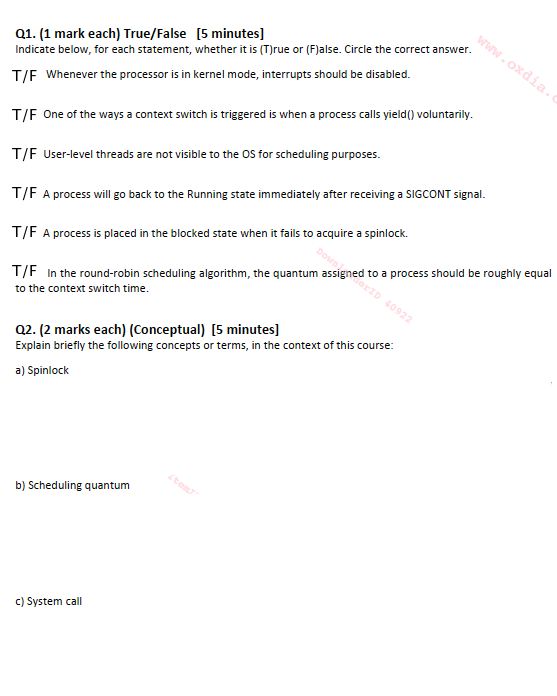 Q1. (1 mark each) True/False [5 minutes]
Indicate below, for each statement, whether it is (T)rue or (F)alse. Circle the correct answer.
T/F Whenever the processor is in kernel mode, interrupts should be disabled.
T/F One of the ways a context switch is triggered is when a process calls yield() voluntarily.
T/F User-level threads are not visible to the OS for scheduling purposes.
T/F A process will go back to the Running state immediately after receiving a SIGCONT signal.
T/F A process is placed in the blocked state when it fails to acquire a spinlock.
T/F In the round-robin scheduling algorithm, the quantum assigned to a process should be roughly equal
to the context switch time.
Q2. (2 marks each) (Conceptual) [5 minutes]
Explain briefly the following concepts or terms, in the context of this course:
a) Spinlock
b) Scheduling quantum
c) System call
www.oxdia.c
40922